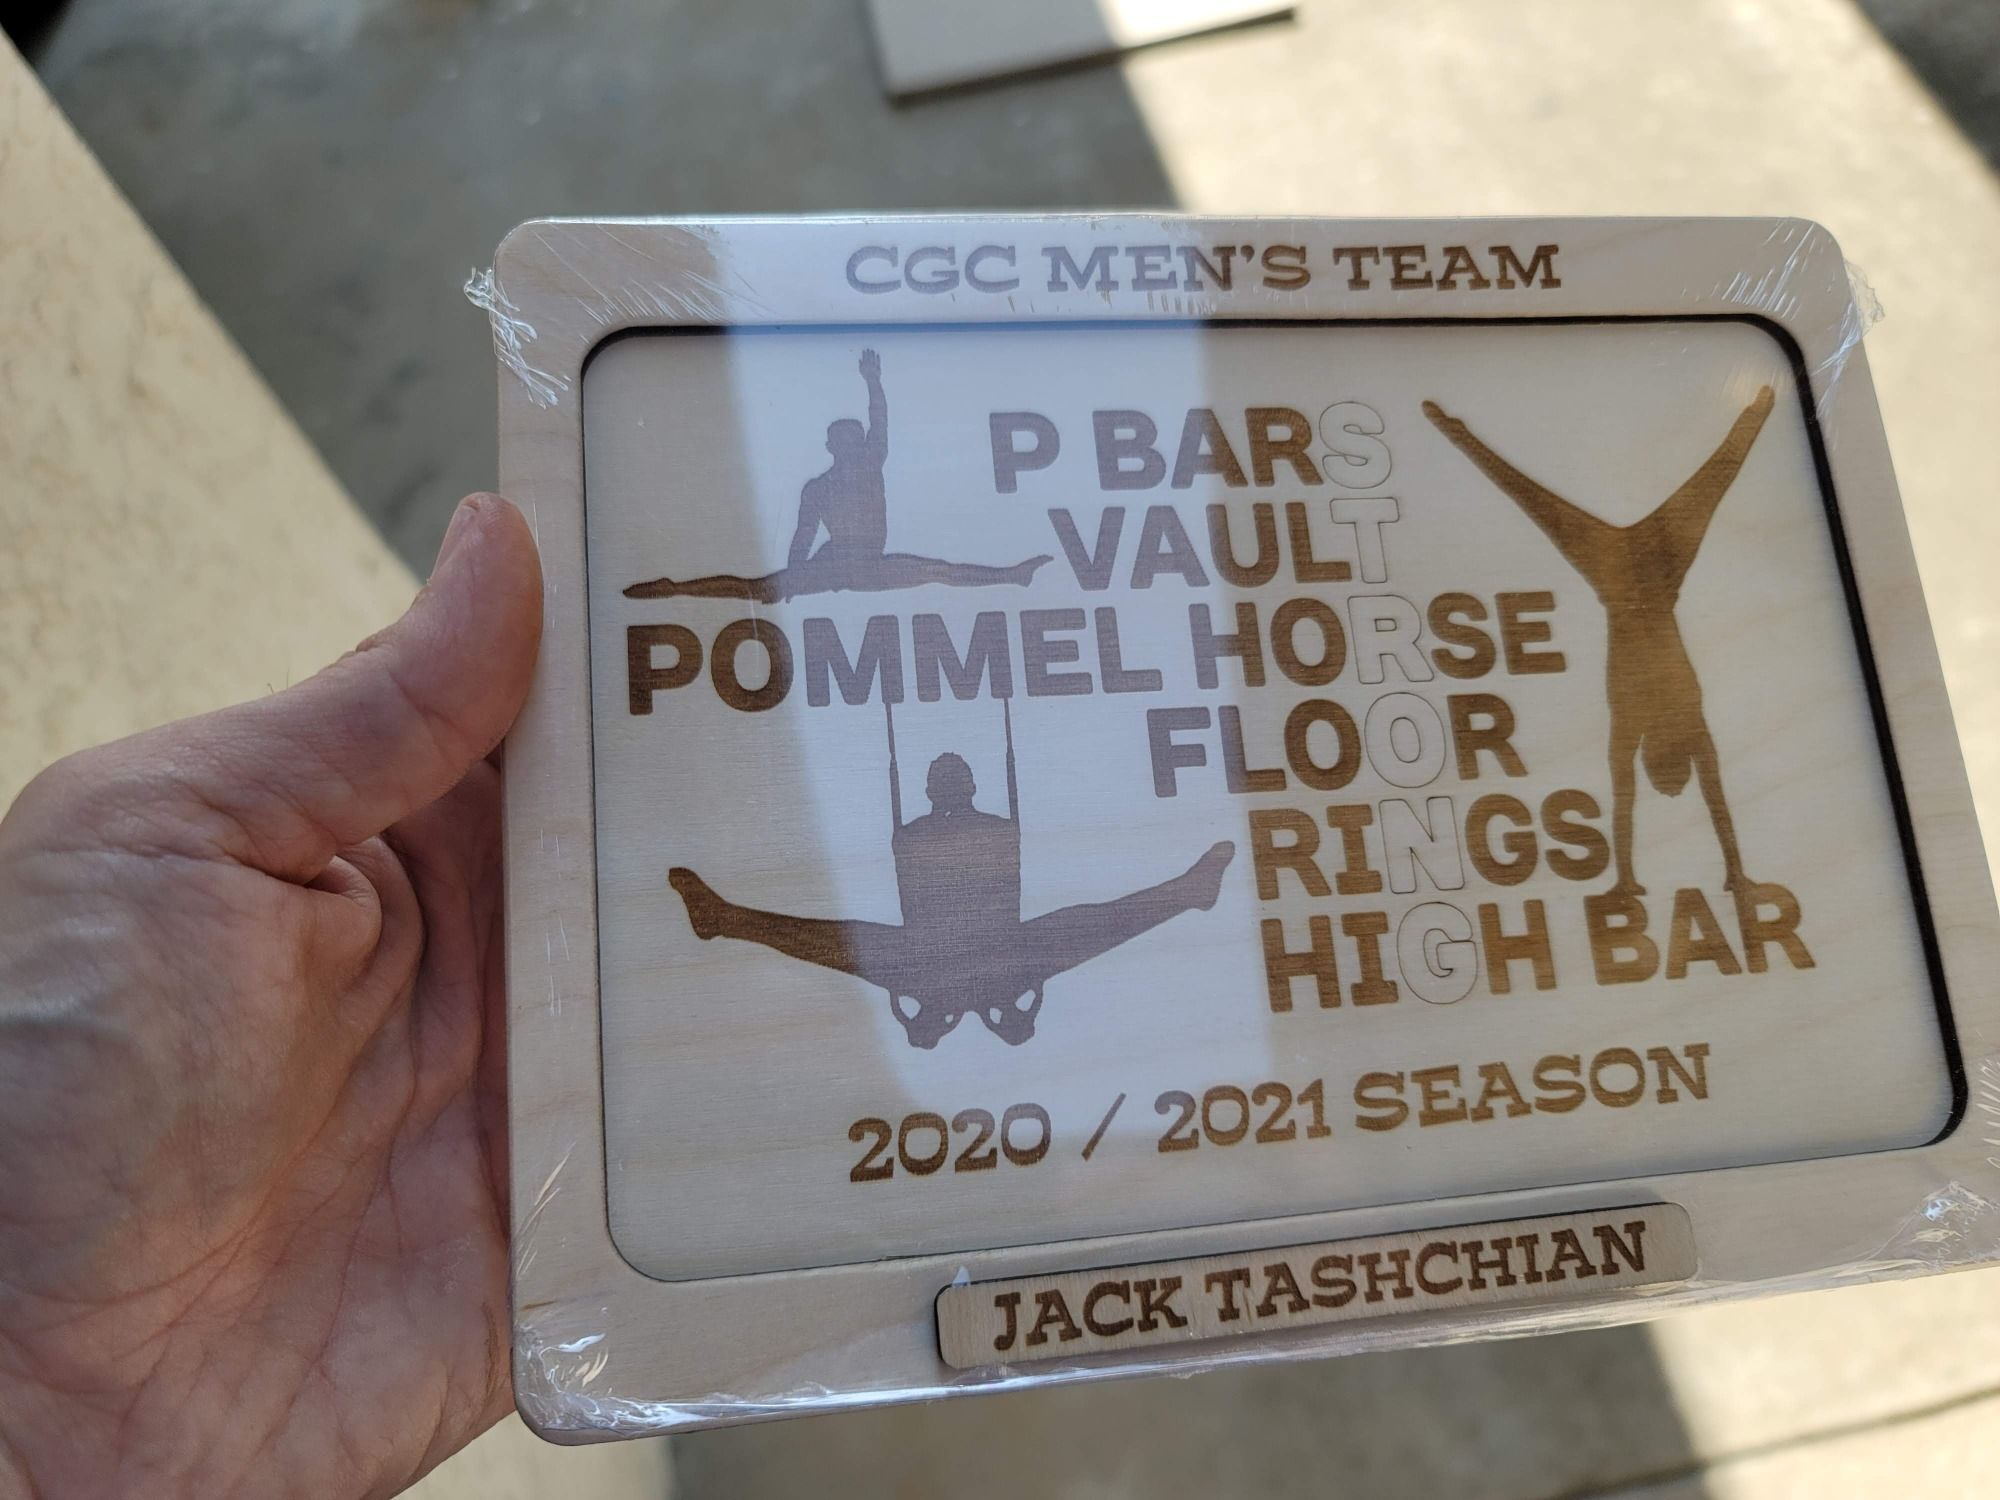 CGC MEN'S TEAM
P BARS
VAULT
POMMEL HORSE
FLOOR
RINGS
HIGH BAR
2020 / 2021 SEASON
JACK TASHCHIAN